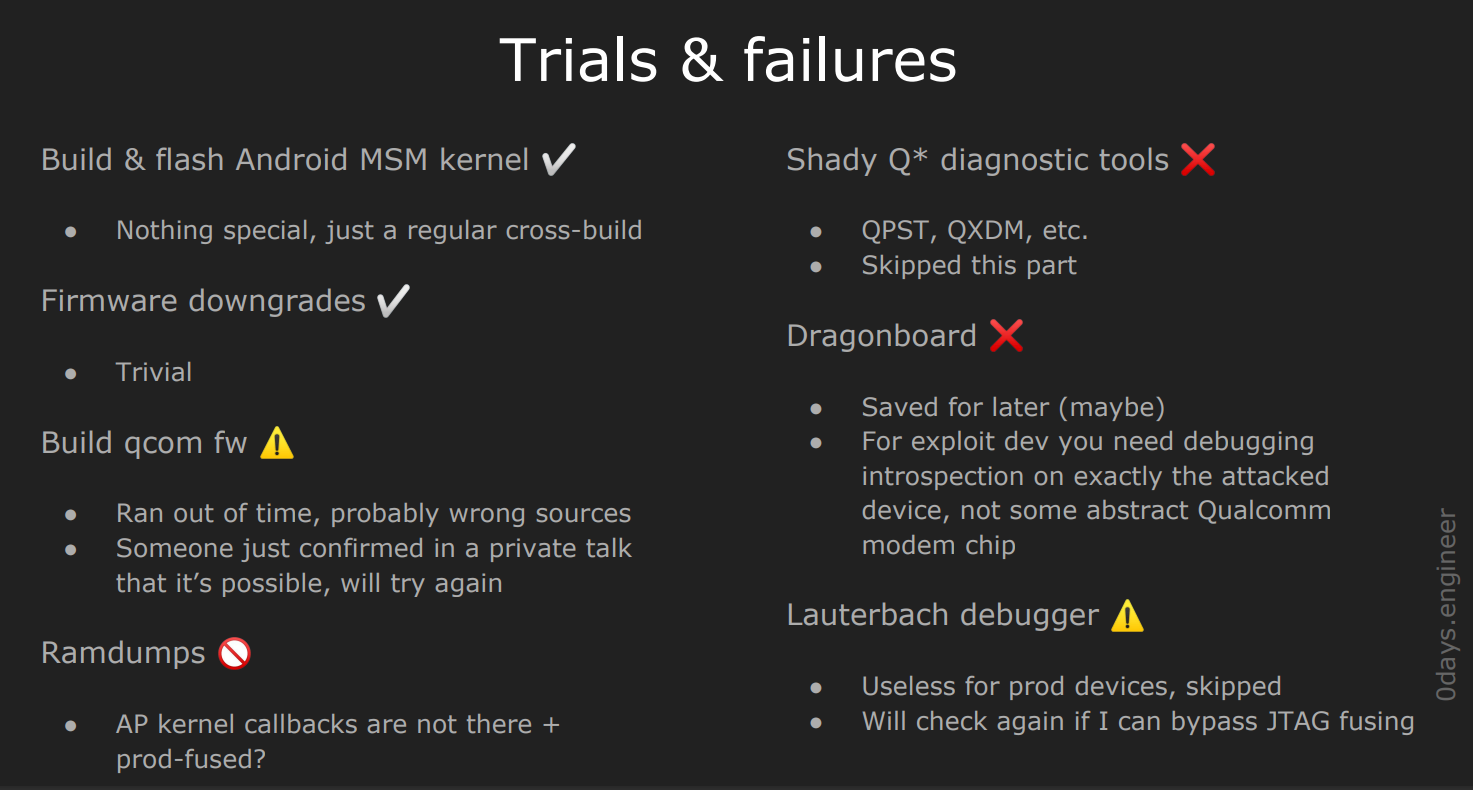 Trials & failures
Build & flash Android MSM kernel ✔️
● Nothing special, just a regular cross-build
Firmware downgrades ✔️
● Trivial
Build qcom fw ⚠️
● Ran out of time, probably wrong sources
● Someone just confirmed in a private talk
that it’s possible, will try again
Ramdumps 🚫
● AP kernel callbacks are not there +
prod-fused?
Shady Q* diagnostic tools ❌
● QPST, QXDM, etc.
● Skipped this part
Dragonboard ❌
● Saved for later (maybe)
● For exploit dev you need debugging
introspection on exactly the attacked
device, not some abstract Qualcomm
modem chip
Lauterbach debugger ⚠️
● Useless for prod devices, skipped
● Will check again if I can bypass JTAG fusing
0days.engineer